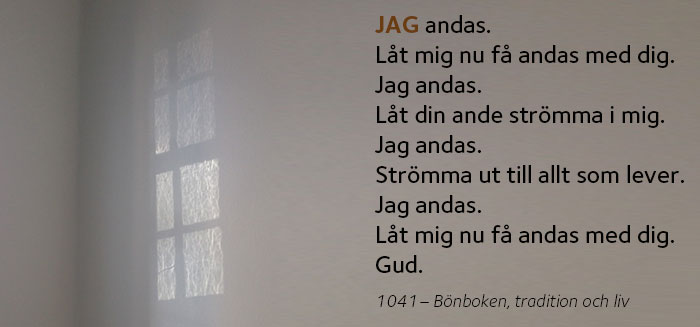 JAG andas.
Låt mig nu få andas med dig.
Jag andas.
Låt din ande strömma i mig.
Jag andas.
Strömma ut till allt som lever.
Jag andas.
Låt mig nu få andas med dig.
Gud.
1041 – Bönboken, tradition och liv